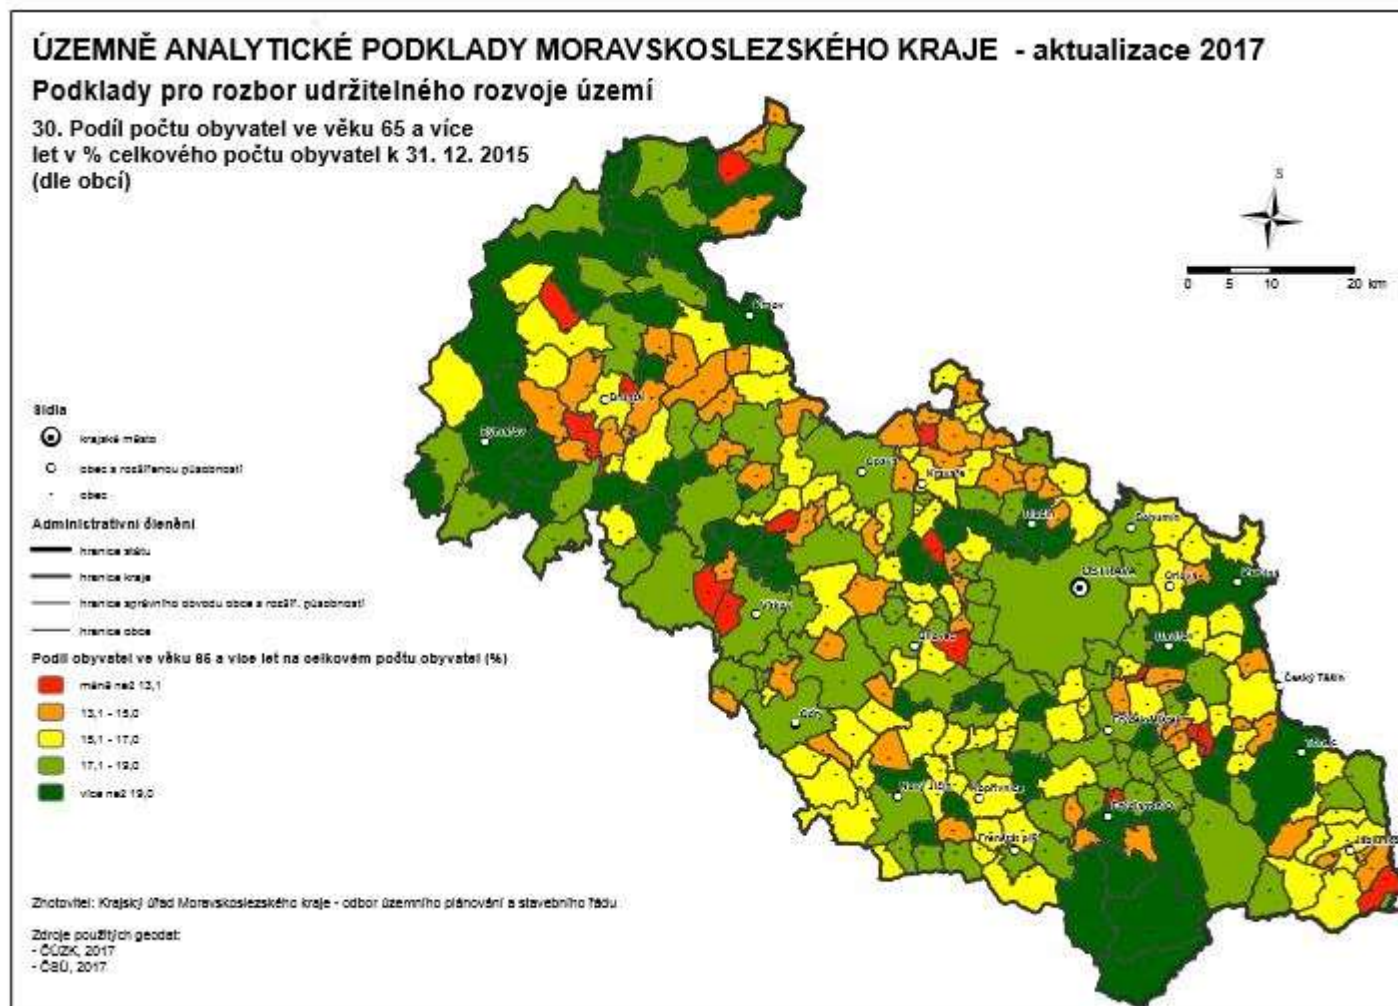 ÚZEMNĚ ANALYTICKÉ PODKLADY MORAVSKOSLEZSKÉHO KRAJE - aktualizace 2017
Podklady pro rozbor udržitelného rozvoje území
30. Podíl počtu obyvatel ve věku 65 a více
let v % celkového počtu obyvatel k 31. 12. 2015
(dle obcí)
S
0 5 10 20 km
Krnov
Bruntál
Rýmařov
Opava
Kravaře
Hlučín
Bohumín
OSTRAVA
Orlová
Karviná
Havířov
Vítkov
Bílovec
Český Těšín
Odry
Třinec
Nový Jičín
Kopřivnice
Frenštát p.R.
Sídla
krajské město
obec s rozšířenou působností
obec
Administrativní členění
hranice státu
hranice kraje
hranice správního obvodu obce s rozšíř. působností
hranice obce
Podíl obyvatel ve věku 65 a více let na celkovém počtu obyvatel (%)
méně než 13,1
13,1 - 15,0
15,1 - 17,0
17,1 - 19,0
více než 19,0
Zhotovitel: Krajský úřad Moravskoslezského kraje - odbor územního plánování a stavebního řádu
Zdroje použitých geodat:
- ČÚZK, 2017
- ČSÚ, 2017